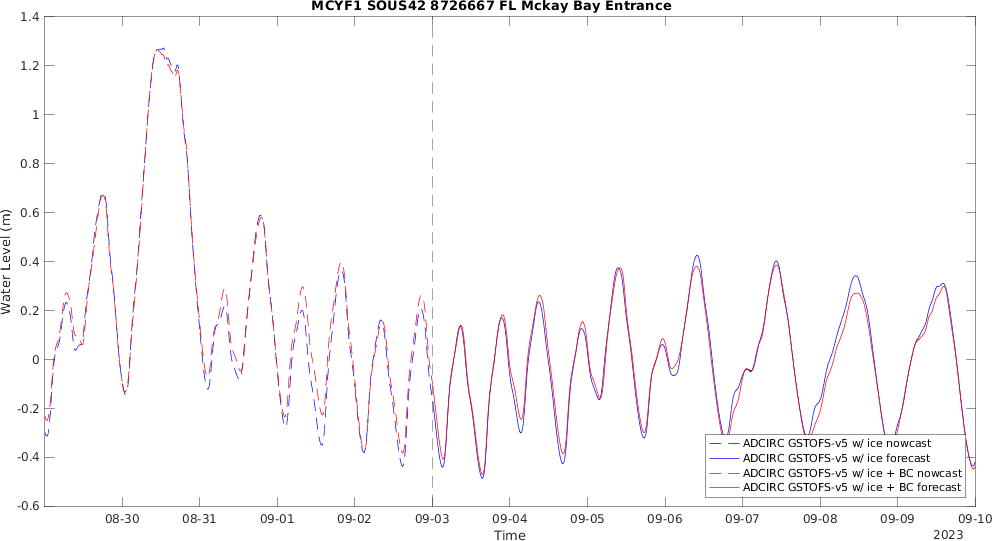 MCYF1 SOUS42 8726667 FL Mckay Bay Entrance
1.4
1.2
1
0.8
0.6
0.4
0.2
0
-0.2
-0.4
-0.6
Water Level (m)
08-30 08-31 09-01 09-02 09-03 09-04 09-05 09-06 09-07 09-08 09-09 09-10
Time
2023
ADCIRC GSTOFS-v5 w/ ice nowcast
ADCIRC GSTOFS-v5 w/ ice forecast
ADCIRC GSTOFS-v5 w/ice + BC nowcast
ADCIRC GSTOFS-v5 w/ice + BC forecast